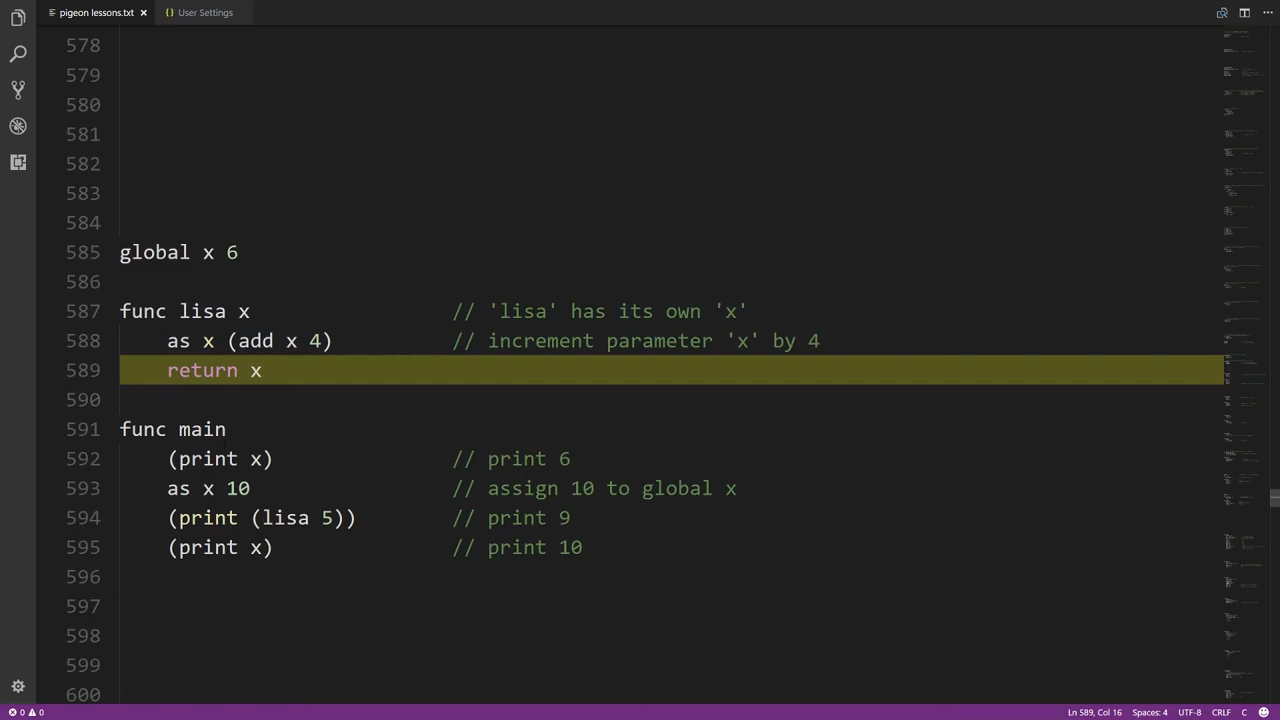 pigeon lessons.txt × {} User Settings
578
579
580
581
582
583
584
585 global x 6
586
587 func lisa x // 'lisa' has its own 'x'
588 as x (add x 4) // increment parameter 'x' by 4
589 return x
590
591 func main
592 (print x) // print 6
593 as x 10 // assign 10 to global x
594 (print (lisa 5)) // print 9
595 (print x) // print 10
596
597
598
599
600
0 0 Ln 589, Col 16 Spaces: 4 UTF-8 CRLF C